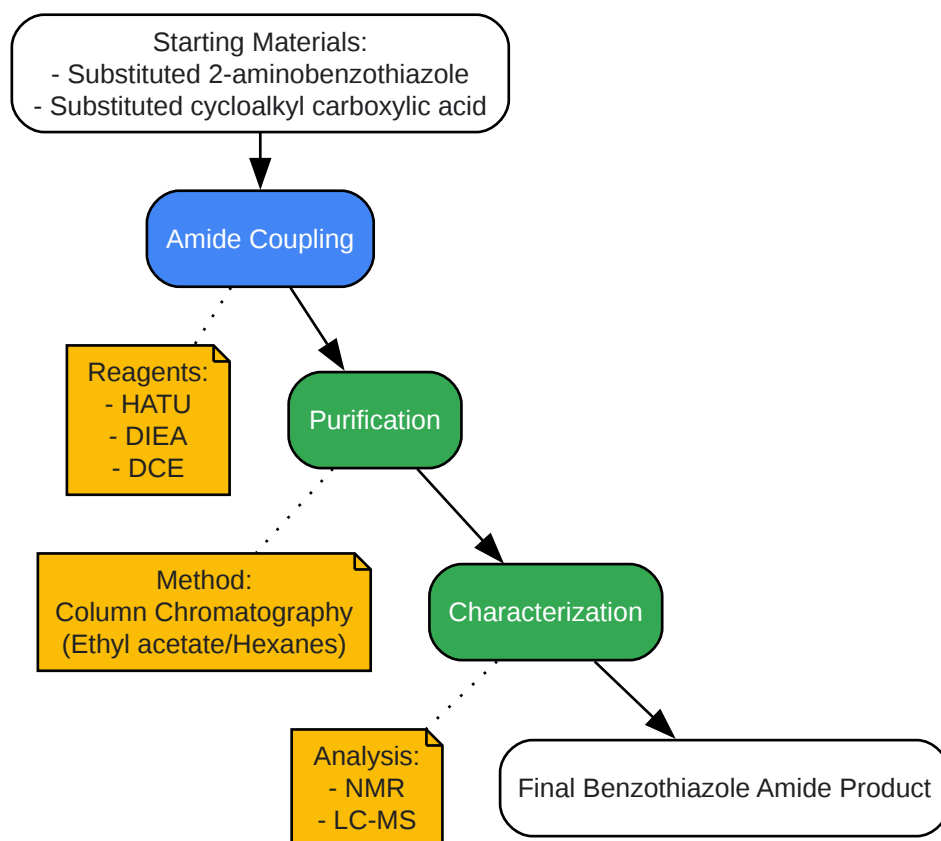 Starting Materials:
- Substituted 2-aminobenzothiazole
- Substituted cycloalkyl carboxylic acid
Amide Coupling
Reagents:
- HATU
- DIEA
- DCE
Purification
Method:
Column Chromatography
(Ethyl acetate/Hexanes)
Characterization
Analysis:
- NMR
- LC-MS
Final Benzothiazole Amide Product